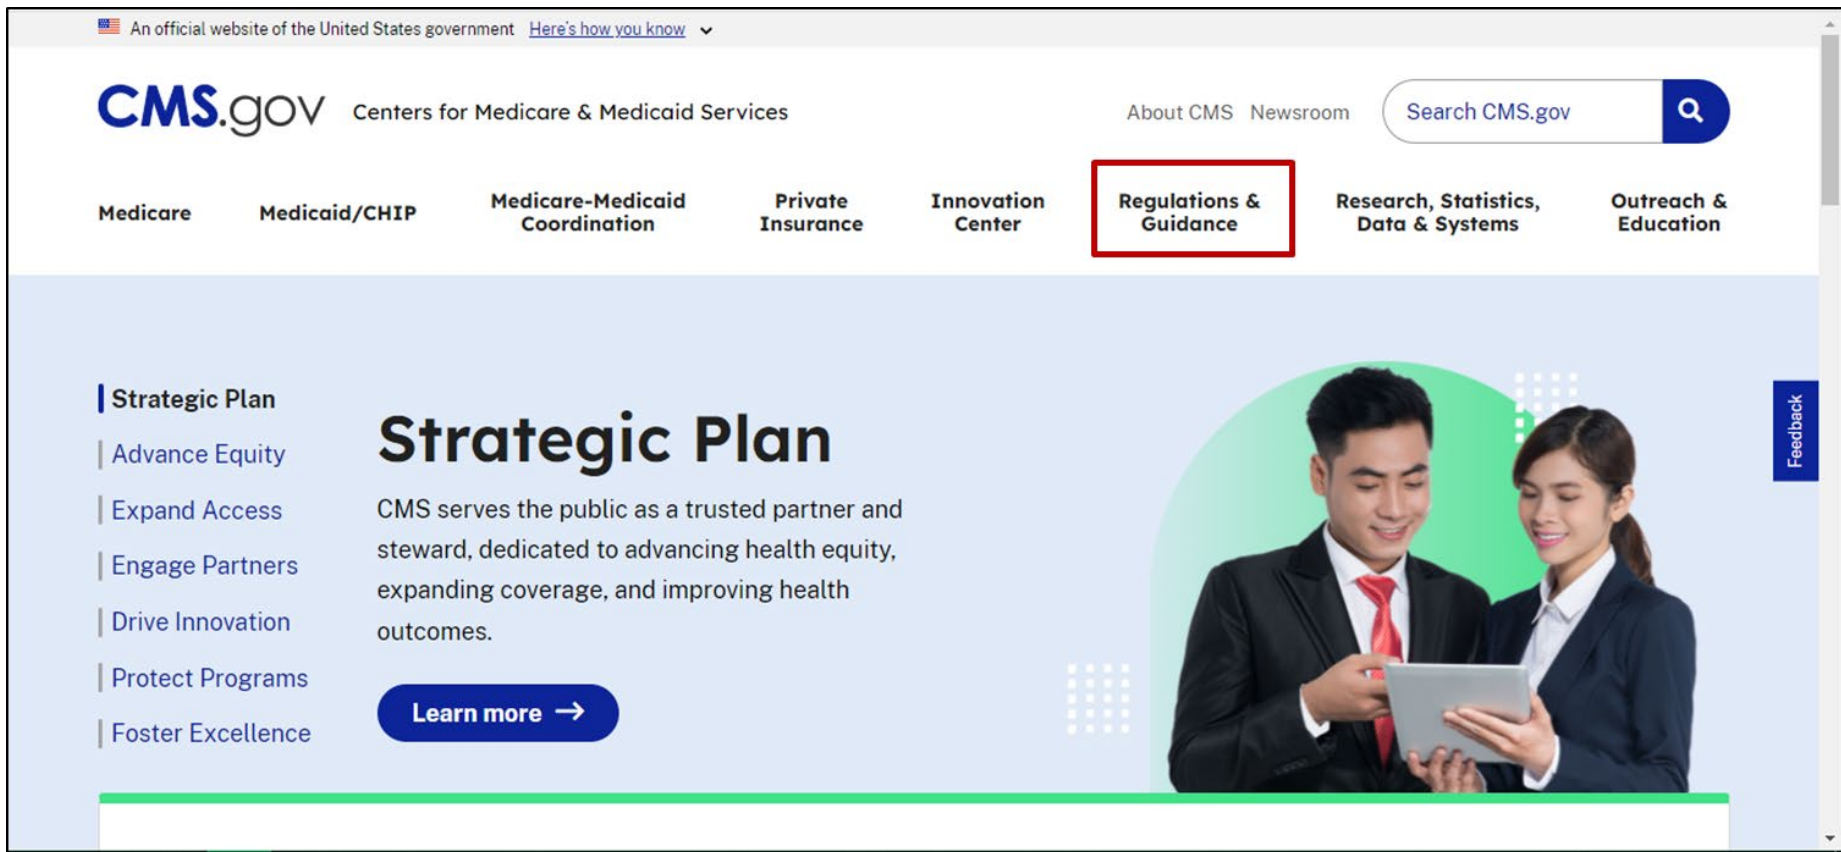 An official website of the United States government Here's how you know
CMS.gov Centers for Medicare & Medicaid Services
About CMS Newsroom Search CMS.gov
Medicare
Medicaid/CHIP
Medicare-Medicaid
Coordination
Private
Insurance
Innovation
Center
Regulations &
Guidance
Research, Statistics,
Data & Systems
Outreach &
Education
Strategic Plan
Advance Equity
Expand Access
Engage Partners
Drive Innovation
Protect Programs
Foster Excellence
Strategic Plan
CMS serves the public as a trusted partner and
steward, dedicated to advancing health equity,
expanding coverage, and improving health
outcomes.
Learn more →
Feedback